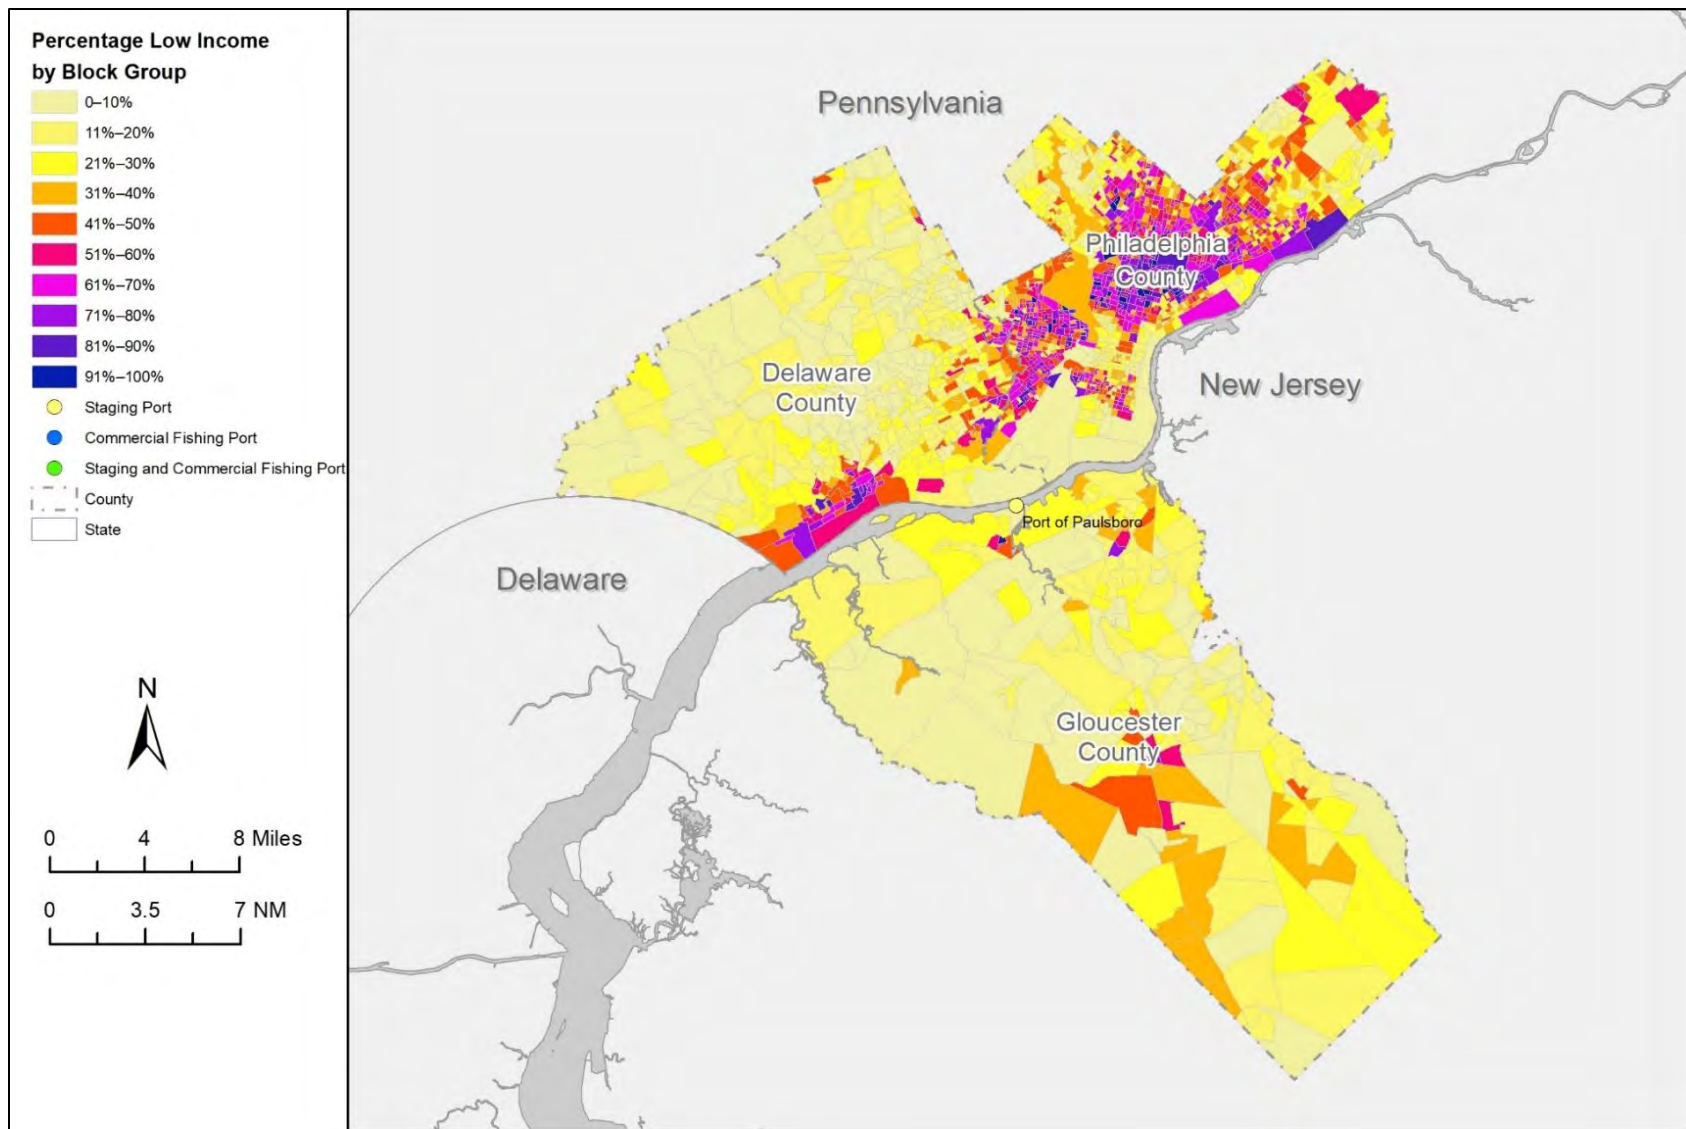 Percentage Low Income
by Block Group
0–10%
11%–20%
21%–30%
31%–40%
41%–50%
51%–60%
61%–70%
71%–80%
81%–90%
91%–100%
Staging Port
Commercial Fishing Port
Staging and Commercial Fishing Port
County
State
N
0 4 8 Miles
0 3.5 7 NM
Pennsylvania
Philadelphia
County
New Jersey
Delaware
County
Port of Paulsboro
Delaware
Gloucester
County